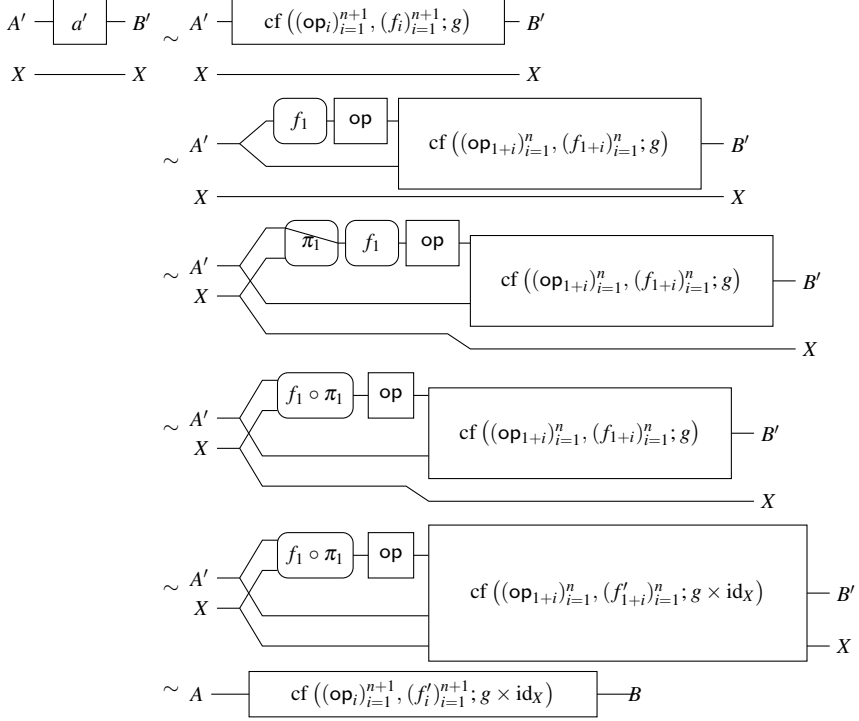 A′ a′ B′ ∼ A′ cf ((op_i)_{i=1}^{n+1}, (f_i)_{i=1}^{n+1}; g) B′
X X X X
f_1 op
∼ A′ cf ((op_{1+i})_{i=1}^{n}, (f_{1+i})_{i=1}^{n}; g) B′
X X
π_1 f_1 op
∼ A′ cf ((op_{1+i})_{i=1}^{n}, (f_{1+i})_{i=1}^{n}; g) B′
X
X
f_1 ∘ π_1 op
∼ A′ cf ((op_{1+i})_{i=1}^{n}, (f_{1+i})_{i=1}^{n}; g) B′
X
X
f_1 ∘ π_1 op
∼ A′ cf ((op_{1+i})_{i=1}^{n}, (f′_{1+i})_{i=1}^{n}; g × id_X) B′
X X
∼ A cf ((op_i)_{i=1}^{n+1}, (f′_i)_{i=1}^{n+1}; g × id_X) B